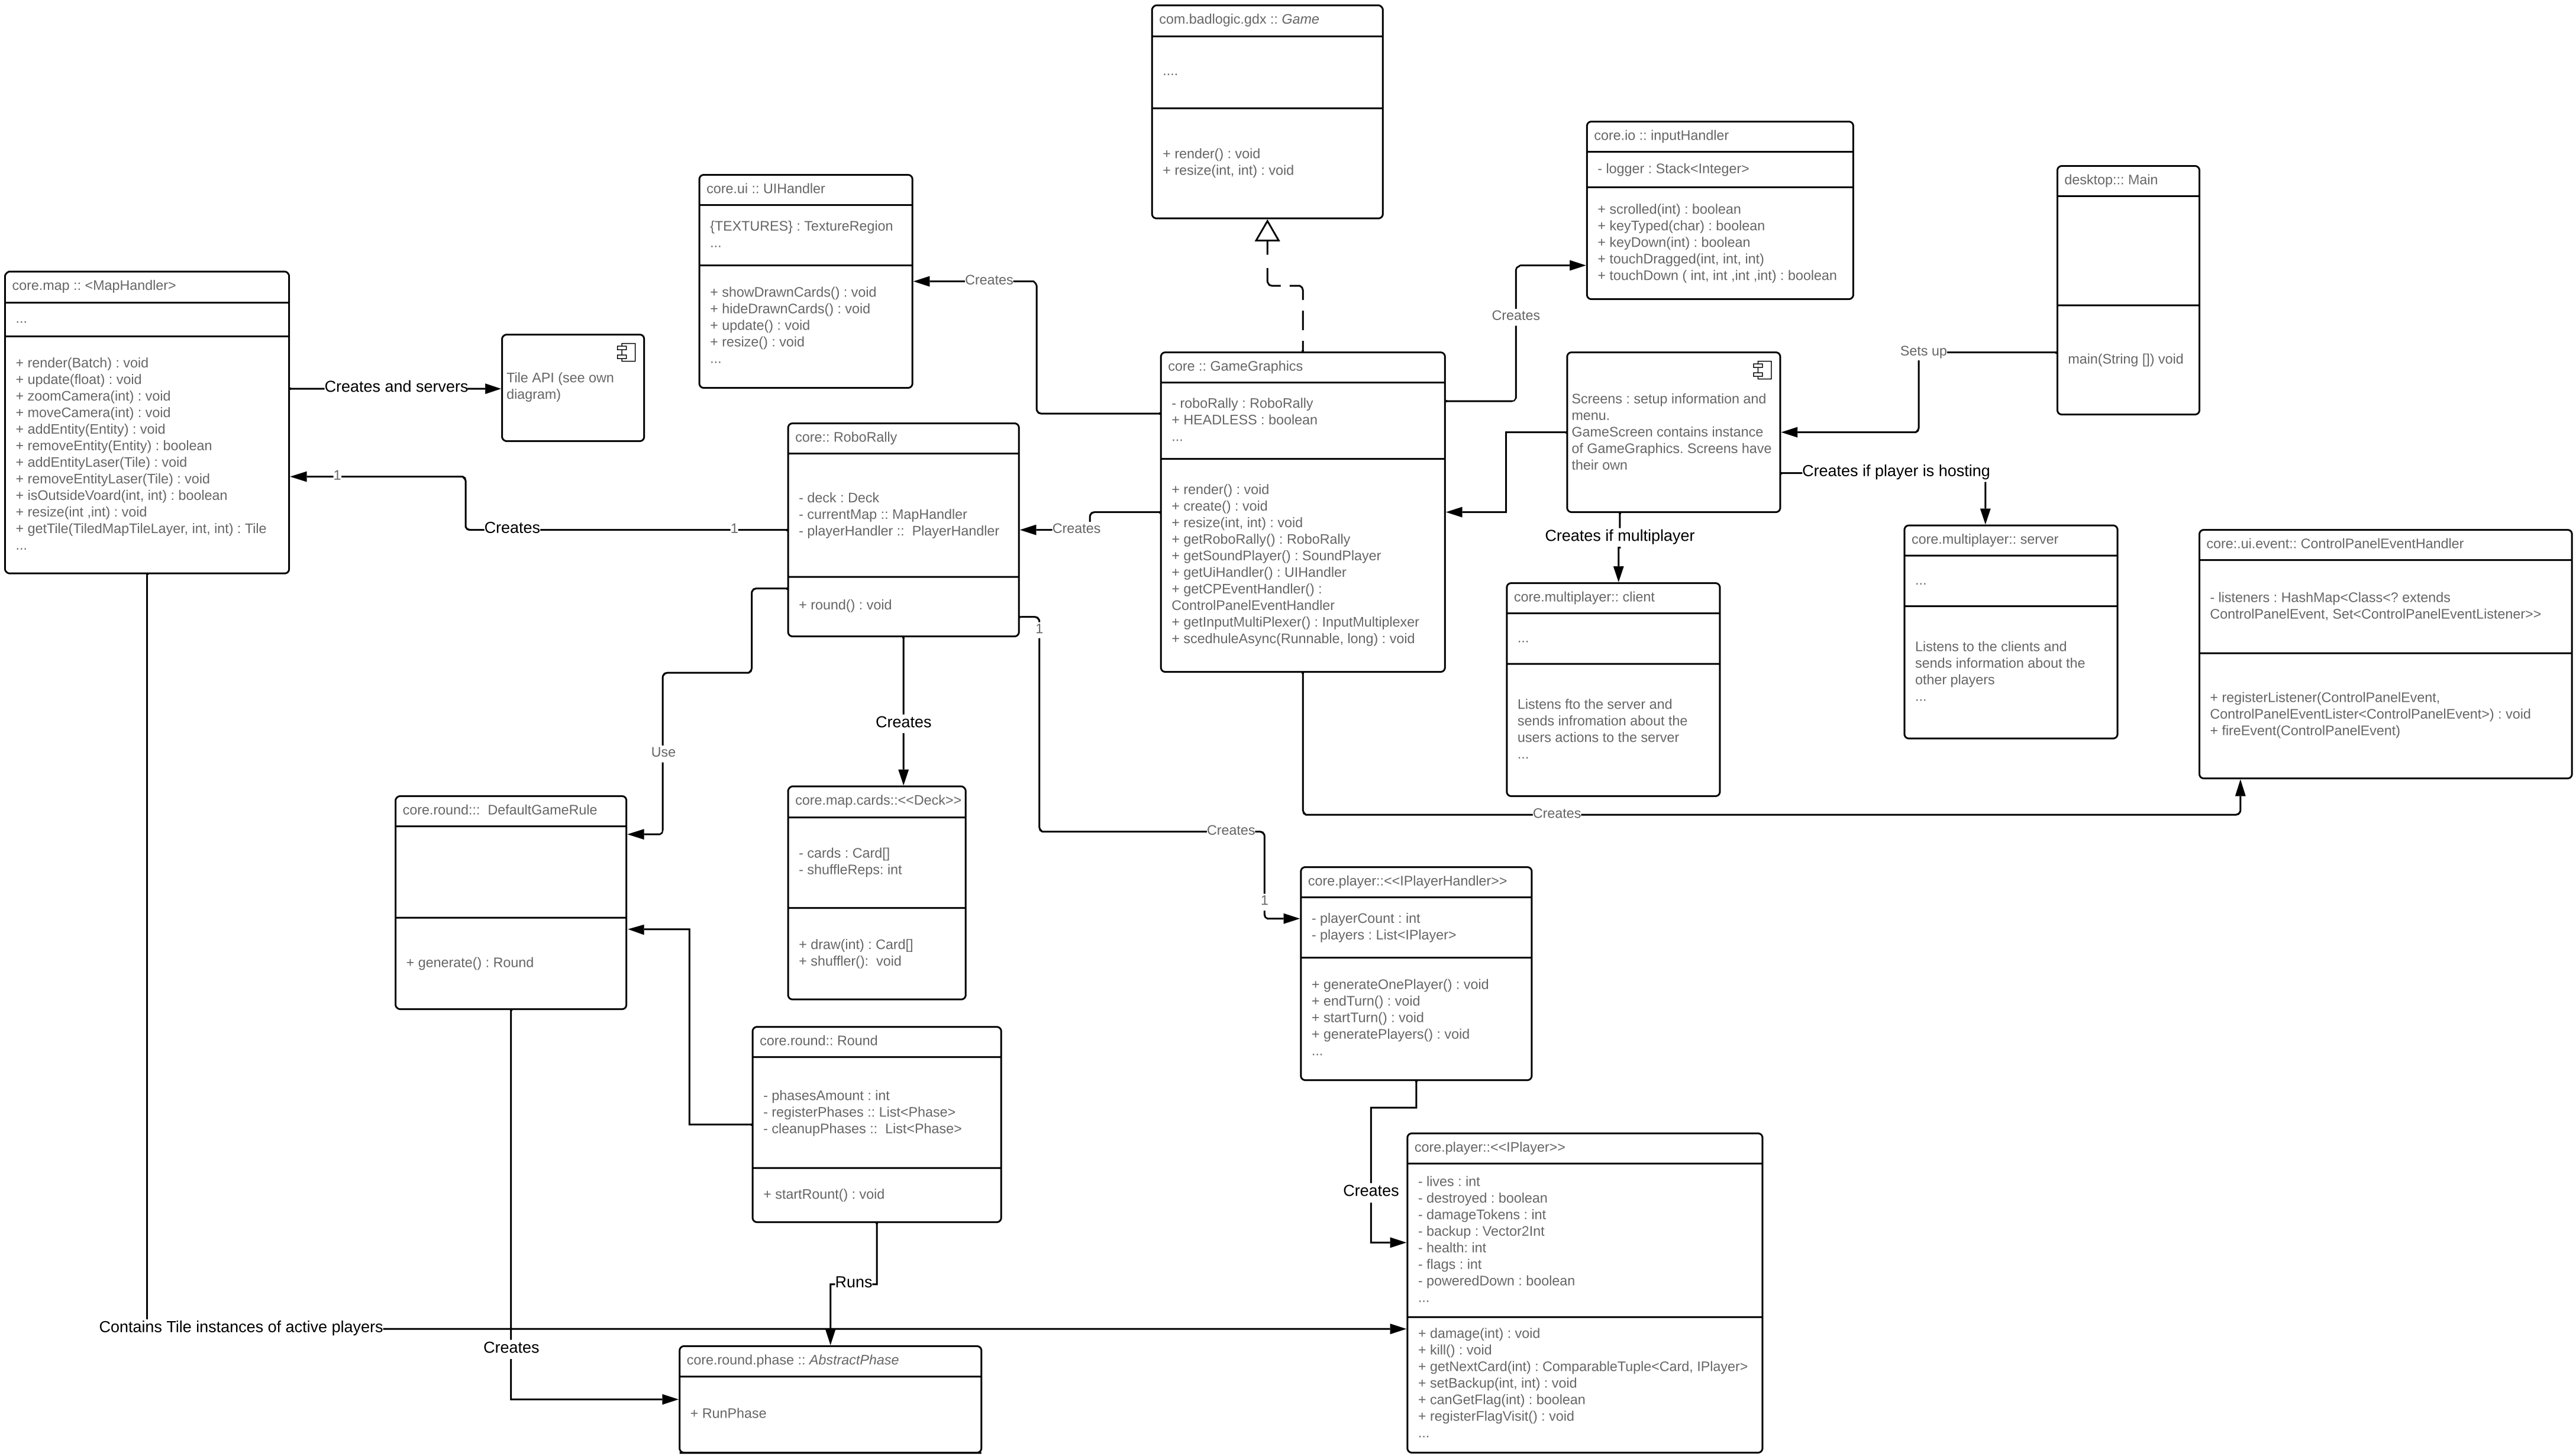 com.badlogic.gdx :: Game
....
+ render() : void
+ resize(int, int) : void
core.io :: inputHandler
- logger : Stack<Integer>
+ scrolled(int) : boolean
+ keyTyped(char) : boolean
+ keyDown(int) : boolean
+ touchDragged(int, int, int)
+ touchDown ( int, int ,int ,int) : boolean
desktop::: Main
main(String []) void
core.ui :: UIHandler
{TEXTURES} : TextureRegion
...
+ showDrawnCards() : void
+ hideDrawnCards() : void
+ update() : void
+ resize() : void
...
core.map :: <MapHandler>
...
+ render(Batch) : void
+ update(float) : void
+ zoomCamera(int) : void
+ moveCamera(int) : void
+ addEntity(Entity) : void
+ removeEntity(Entity) : boolean
+ addEntityLaser(Tile) : void
+ removeEntityLaser(Tile) : void
+ isOutsideVoard(int, int) : boolean
+ resize(int ,int) : void
+ getTile(TiledMapTileLayer, int, int) : Tile
...
Creates and servers
Tile API (see own
diagram)
Creates
Creates
Sets up
core :: GameGraphics
- roboRally : RoboRally
+ HEADLESS : boolean
...
+ render() : void
+ create() : void
+ resize(int, int) : void
+ getRoboRally() : RoboRally
+ getSoundPlayer() : SoundPlayer
+ getUiHandler() : UIHandler
+ getCPEventHandler() :
ControlPanelEventHandler
+ getInputMultiPlexer() : InputMultiplexer
+ scedhuleAsync(Runnable, long) : void
Screens : setup information and
menu.
GameScreen contains instance
of GameGraphics. Screens have
their own
Creates if player is hosting
Creates if multiplayer
core:: RoboRally
- deck : Deck
- currentMap :: MapHandler
- playerHandler ::  PlayerHandler
+ round() : void
1
Creates
1
Creates
1
core.multiplayer:: client
...
Listens fto the server and
sends infromation about the
users actions to the server
...
core.multiplayer:: server
...
Listens to the clients and
sends information about the
other players
...
core:.ui.event:: ControlPanelEventHandler
- listeners : HashMap<Class<? extends
ControlPanelEvent, Set<ControlPanelEventListener>>
+ registerListener(ControlPanelEvent,
ControlPanelEventLister<ControlPanelEvent>) : void
+ fireEvent(ControlPanelEvent)
Use
Creates
Creates
Creates
1
core.round:::  DefaultGameRule
+ generate() : Round
core.map.cards::<<Deck>>
- cards : Card[]
- shuffleReps: int
+ draw(int) : Card[]
+ shuffler():  void
core.player::<<IPlayerHandler>>
- playerCount : int
- players : List<IPlayer>
+ generateOnePlayer() : void
+ endTurn() : void
+ startTurn() : void
+ generatePlayers() : void
...
core.round:: Round
- phasesAmount : int
- registerPhases :: List<Phase>
- cleanupPhases ::  List<Phase>
+ startRount() : void
Creates
core.player::<<IPlayer>>
- lives : int
- destroyed : boolean
- damageTokens : int
- backup : Vector2Int
- health: int
- flags : int
- poweredDown : boolean
...
+ damage(int) : void
+ kill() : void
+ getNextCard(int) : ComparableTuple<Card, IPlayer>
+ setBackup(int, int) : void
+ canGetFlag(int) : boolean
+ registerFlagVisit() : void
...
Runs
Contains Tile instances of active players
Creates
core.round.phase :: AbstractPhase
+ RunPhase